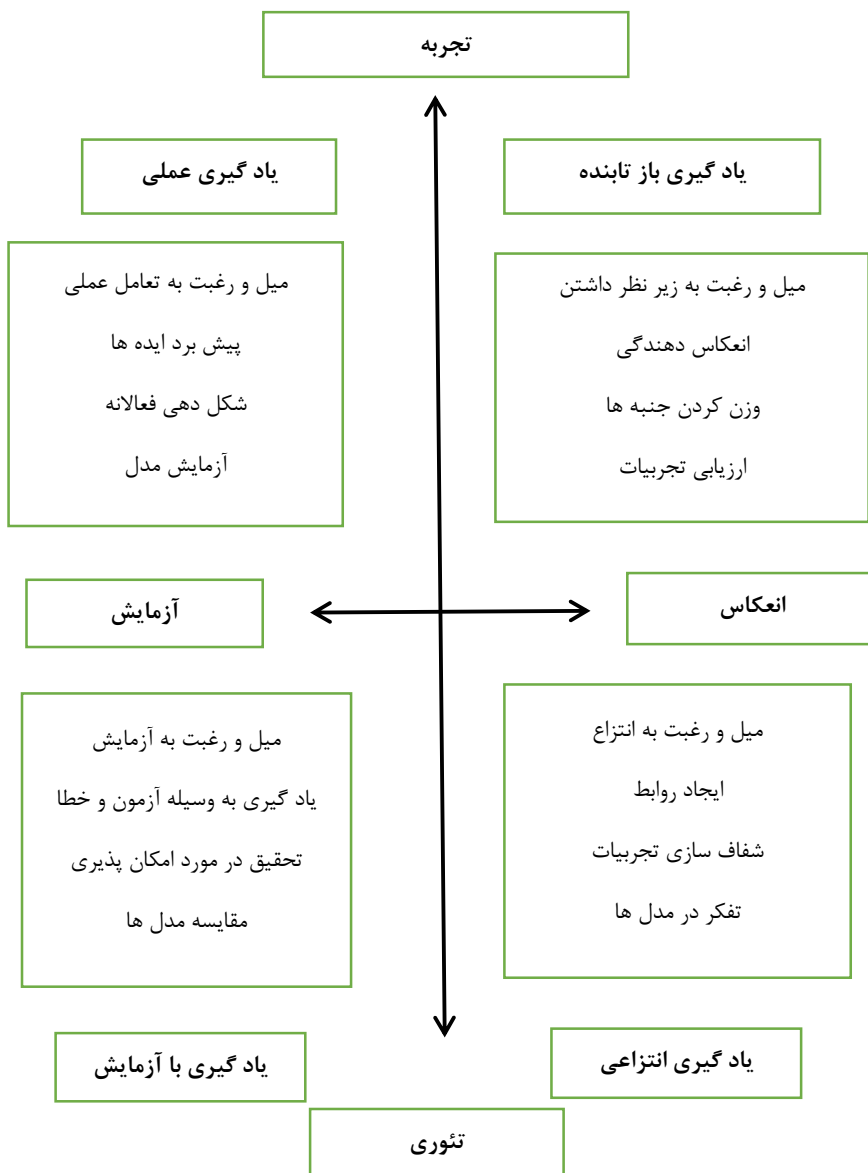 تجربه
یاد گیری باز تابنده
یاد گیری عملی
میل و رغبت به زیر نظر داشتن
انعکاس دهندگی
وزن کردن جنبه ها
ارزیابی تجربیات
میل و رغبت به تعامل عملی
پیش برد ایده ها
شکل دهی فعالانه
آزمایش مدل
انعکاس
آزمایش
میل و رغبت به انتزاع
ایجاد روابط
شفاف سازی تجربیات
تفکر در مدل ها
میل و رغبت به آزمایش
یاد گیری به وسیله آزمون و خطا
تحقیق در مورد امکان پذیری
مقایسه مدل ها
یاد گیری انتزاعی
یاد گیری با آزمایش
تئوری